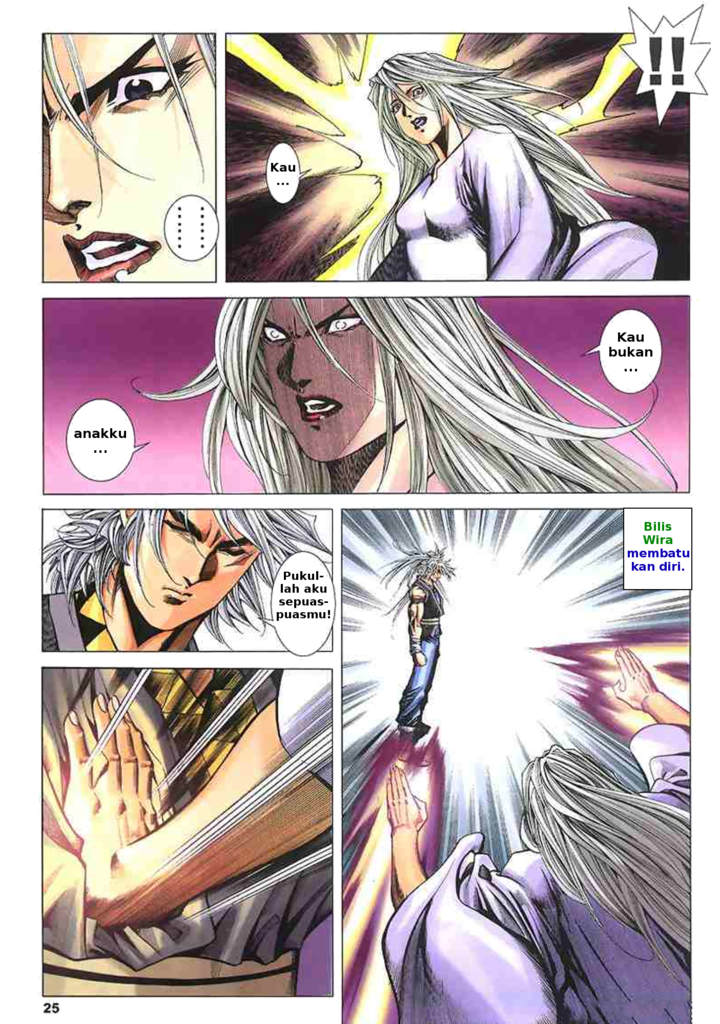 !!
Kau
...
......
Kau
bukan
...
anakku
...
Pukul-
lah aku
sepuas-
puasmu!
Bilis
Wira
membatu
kan diri.
25